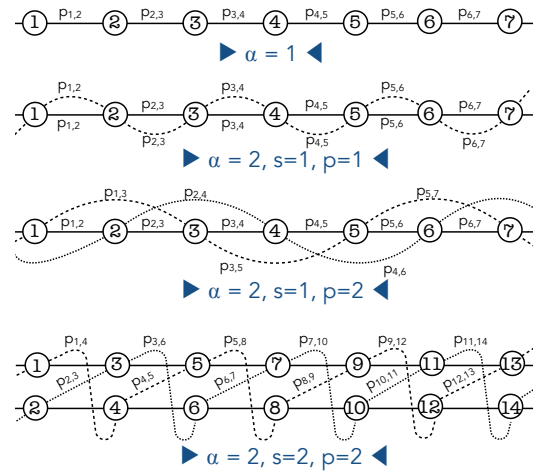 p1,2 p2,3 p3,4 p4,5 p5,6 p6,7
1 2 3 4 5 6 7
► α = 1 ◄
p1,2 p3,4 p5,6
p2,3 p4,5 p6,7
1 2 3 4 5 6 7
p1,2 p3,4 p5,6
p2,3 p4,5 p6,7
► α = 2, s=1, p=1 ◄
p1,3 p2,4 p5,7
p1,2 p2,3 p3,4 p4,5 p5,6 p6,7
1 2 3 4 5 6 7
p3,5 p4,6
► α = 2, s=1, p=2 ◄
p1,4 p3,6 p5,8 p7,10 p9,12 p11,14
1 3 5 7 9 11 13
p2,3 p4,5 p6,7 p8,9 p10,11 p12,13
2 4 6 8 10 12 14
► α = 2, s=2, p=2 ◄